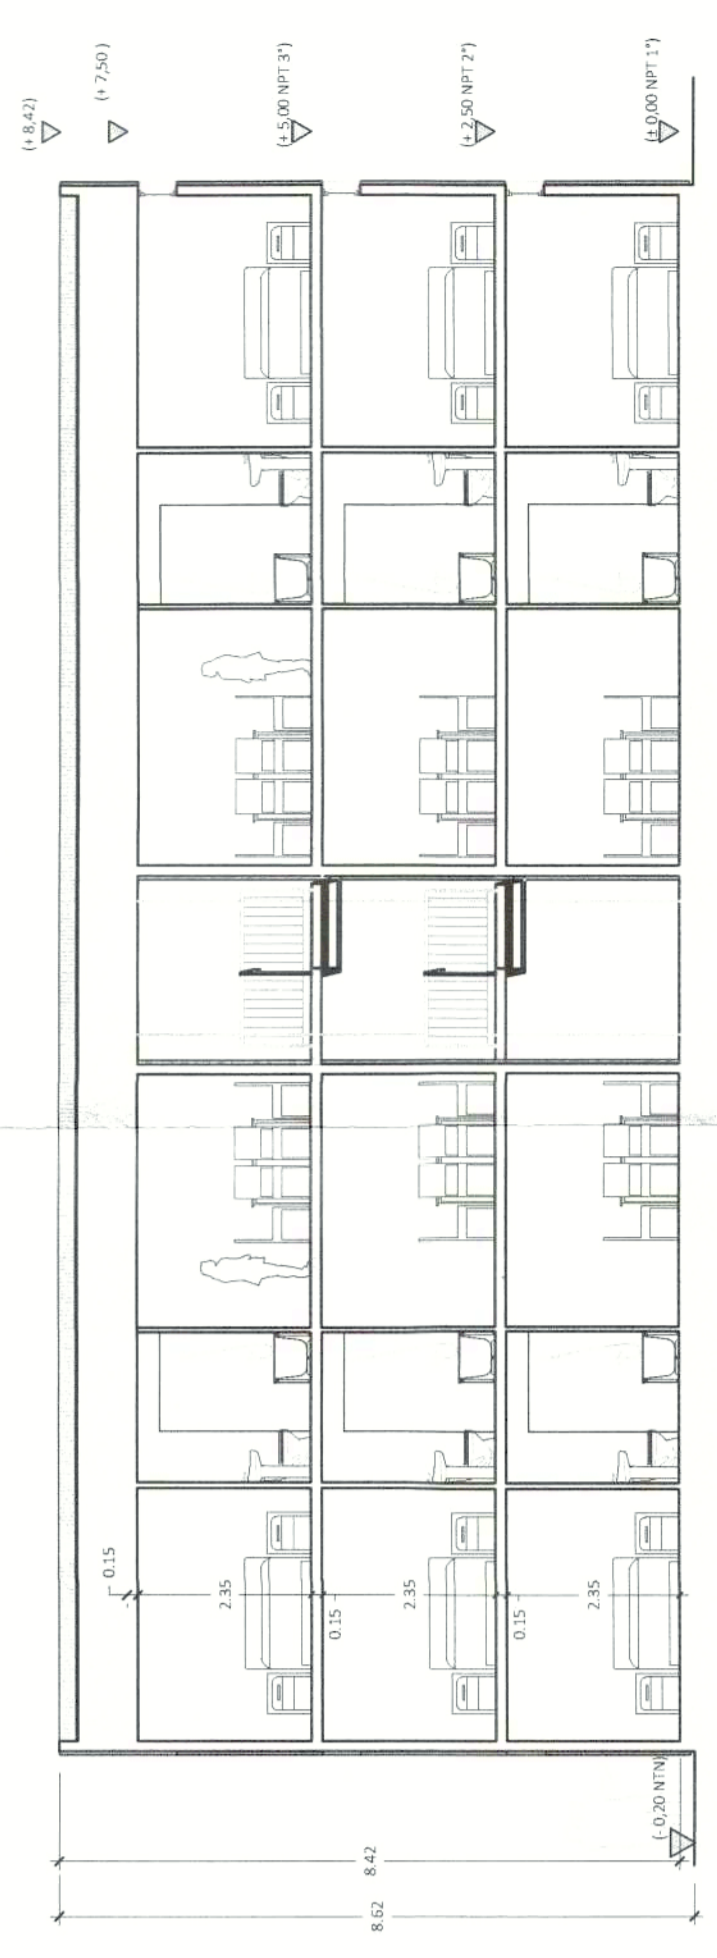 (+ 8,42)
(+ 7,50 )
(+ 5,00 NPT 3°)
(+ 2,50 NPT 2°)
(± 0,00 NPT 1°)
0.15
2.35
0.15
2.35
0.15
2.35
(- 0,20 NTN)
8.42
8.62